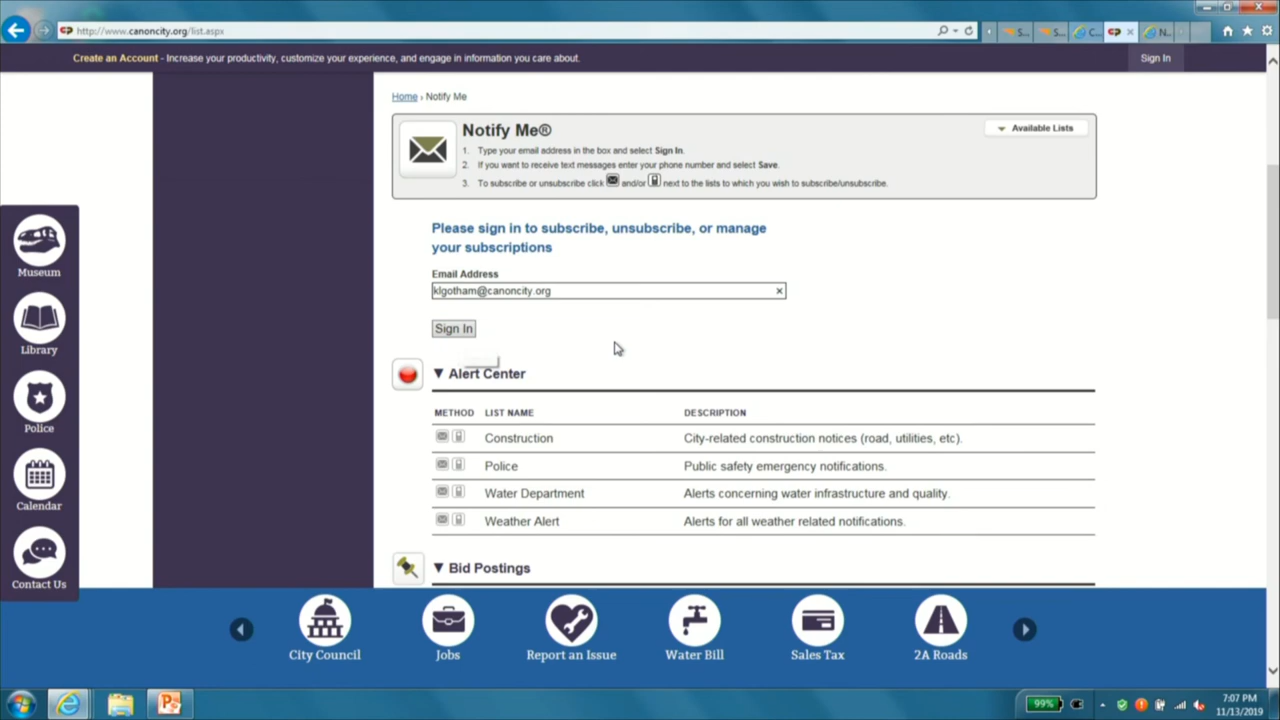 http://www.canoncity.org/list.aspx
Create an Account - Increase your productivity, customize your experience, and engage in information you care about.
Sign In
Home › Notify Me
Notify Me®
Available Lists
1. Type your email address in the box and select Sign In.
2. If you want to receive text messages enter your phone number and select Save.
3. To subscribe or unsubscribe click and/or next to the lists to which you wish to subscribe/unsubscribe.
Please sign in to subscribe, unsubscribe, or manage
your subscriptions
Email Address
klgotham@canoncity.org
Sign In
Alert Center
METHOD LIST NAME DESCRIPTION
Construction City-related construction notices (road, utilities, etc).
Police Public safety emergency notifications.
Water Department Alerts concerning water infrastructure and quality.
Weather Alert Alerts for all weather related notifications.
Bid Postings
Museum
Library
Police
Calendar
Contact Us
City Council
Jobs
Report an Issue
Water Bill
Sales Tax
2A Roads
99%
7:07 PM
11/13/2019